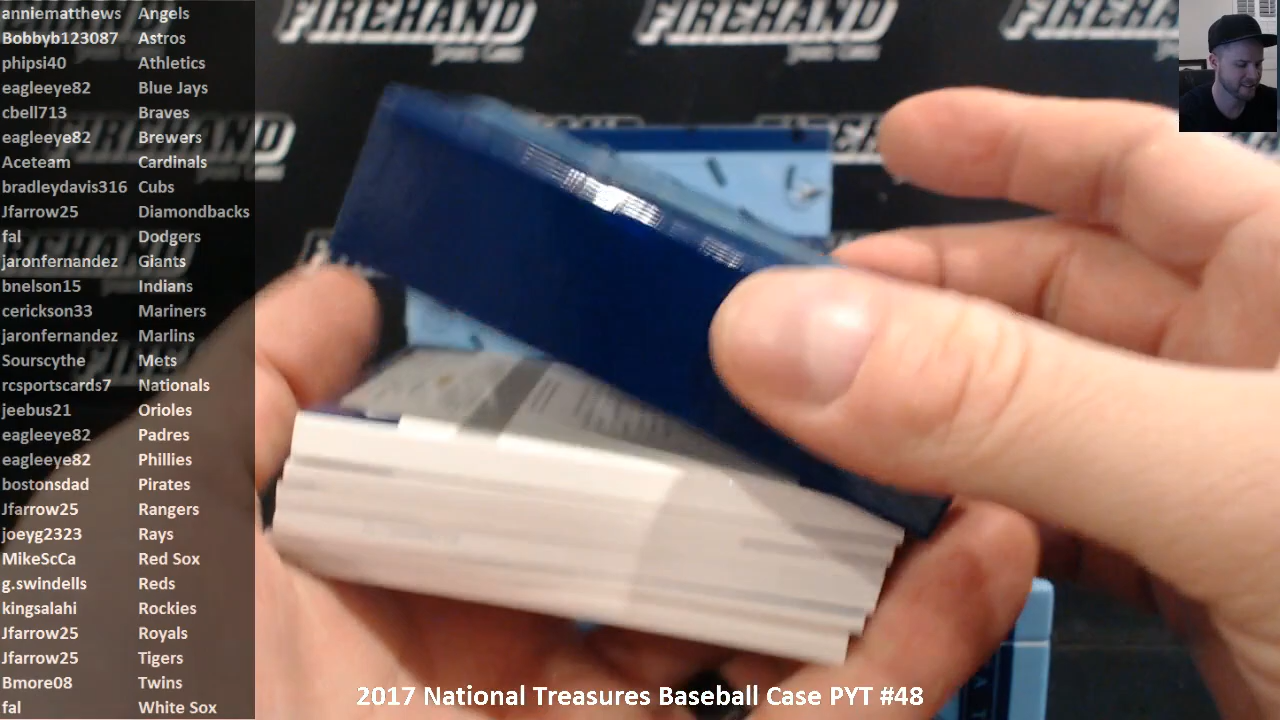 anniematthews Angels
Bobbyb123087 Astros
phipsi40 Athletics
eagleeye82 Blue Jays
cbell713 Braves
eagleeye82 Brewers
Aceteam Cardinals
bradleydavis316 Cubs
Jfarrow25 Diamondbacks
fal Dodgers
jaronfernandez Giants
bnelson15 Indians
cerickson33 Mariners
jaronfernandez Marlins
Sourscythe Mets
rcsportscards7 Nationals
jeebus21 Orioles
eagleeye82 Padres
eagleeye82 Phillies
bostonsdad Pirates
Jfarrow25 Rangers
joeyg2323 Rays
MikeScCa Red Sox
g.swindells Reds
kingsalahi Rockies
Jfarrow25 Royals
Jfarrow25 Tigers
Bmore08 Twins
fal White Sox
FIREHAND
FIREHAND
FIREHAND
FIREHAND
2017 National Treasures Baseball Case PYT #48